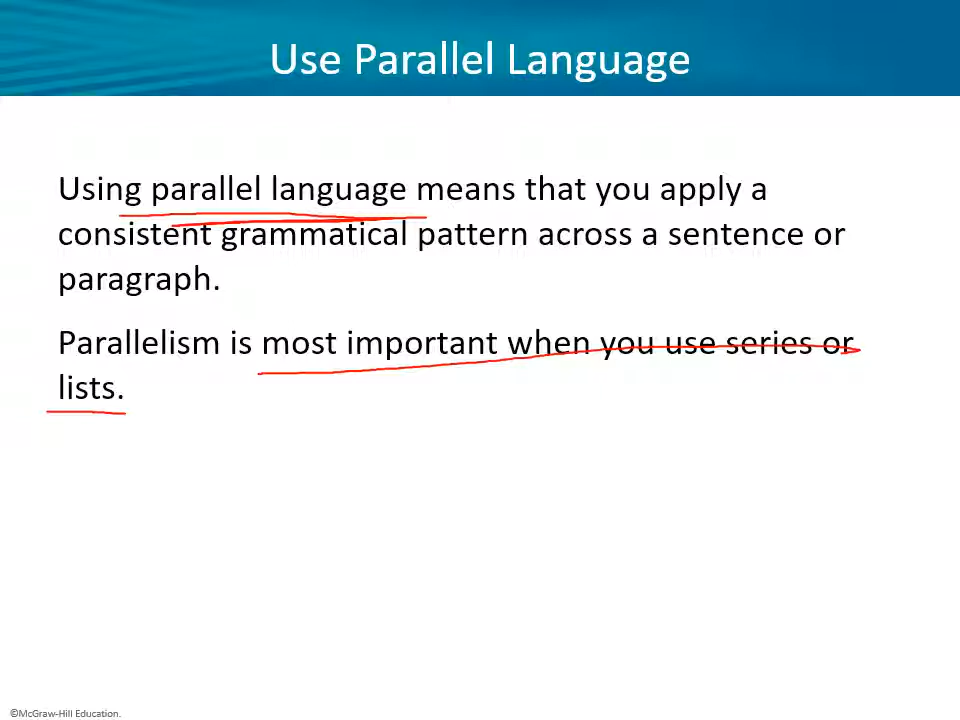 Use Parallel Language
Using parallel language means that you apply a
consistent grammatical pattern across a sentence or
paragraph.
Parallelism is most important when you use series or
lists.
©McGraw-Hill Education.